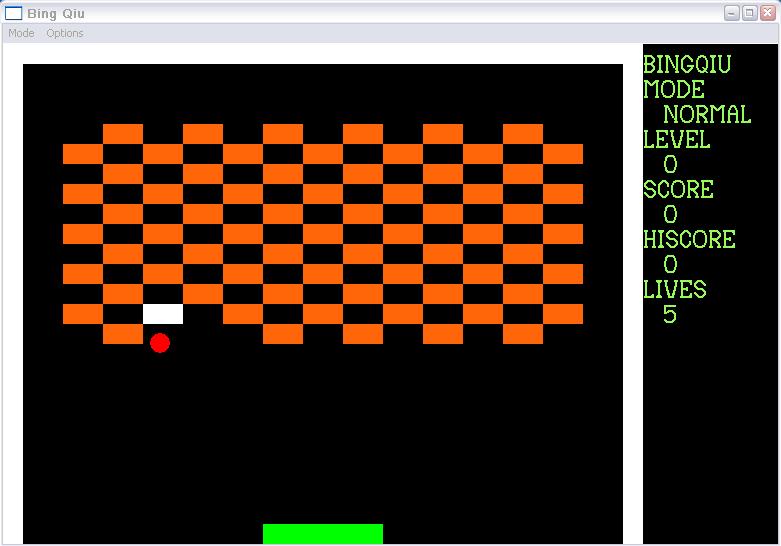 Bing Qiu
Mode Options
BINGQIU
MODE
NORMAL
LEVEL
0
SCORE
0
HISCORE
0
LIVES
5